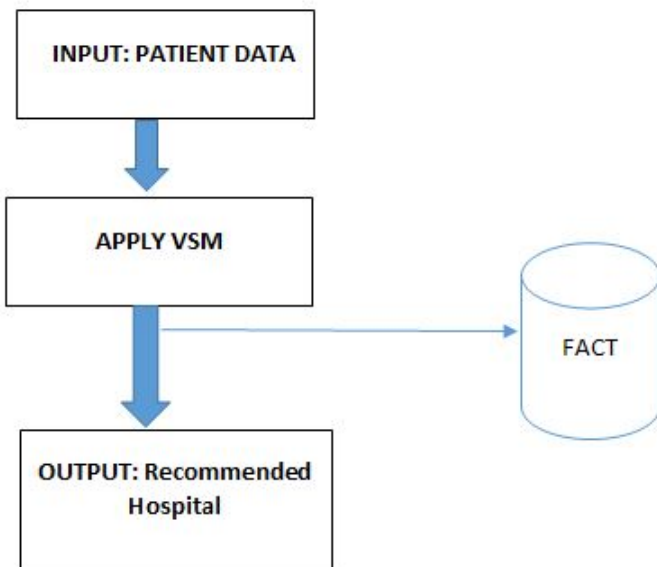 INPUT: PATIENT DATA
APPLY VSM
FACT
OUTPUT: Recommended
Hospital